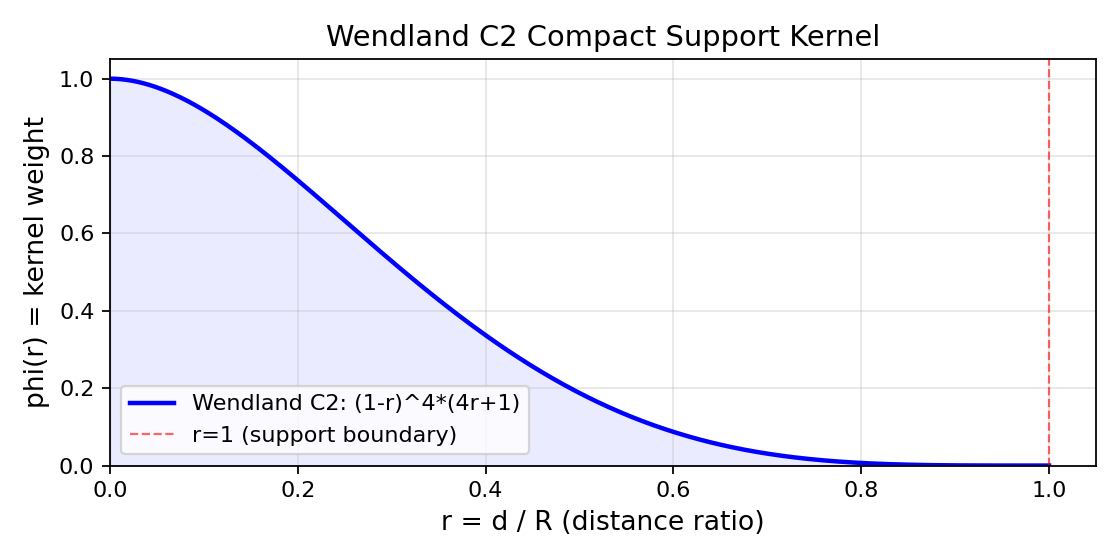 Wendland C2 Compact Support Kernel
phi(r) = kernel weight
1.0
0.8
0.6
0.4
0.2
0.0
Wendland C2: (1-r)^4*(4r+1)
r=1 (support boundary)
0.0 0.2 0.4 0.6 0.8 1.0
r = d / R (distance ratio)